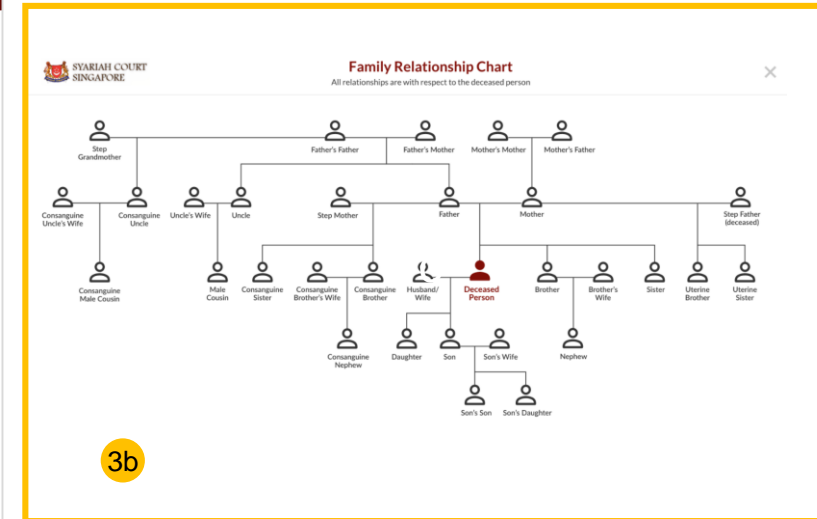 SYARIAH COURT
SINGAPORE
Family Relationship Chart
All relationships are with respect to the deceased person
Step
Grandmother
Father's Father
Father's Mother
Mother's Mother
Mother's Father
Consanguine
Uncle's Wife
Consanguine
Uncle
Uncle's Wife
Uncle
Step Mother
Father
Mother
Step Father
(deceased)
Consanguine
Male Cousin
Male
Cousin
Consanguine
Sister
Consanguine
Brother's Wife
Consanguine
Brother
Husband/
Wife
Deceased
Person
Brother
Brother's
Wife
Sister
Uterine
Brother
Uterine
Sister
Consanguine
Nephew
Daughter
Son
Son's Wife
Nephew
Son's Son
Son's Daughter
3b